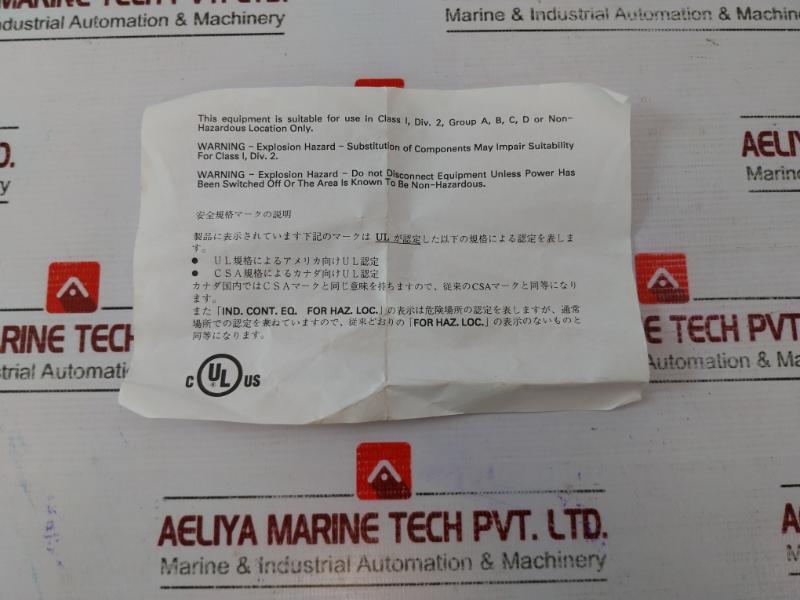 ARINE TECH PVT. LTD.
ndustrial Automation & Machinery
Marine & Industrial Automation & Machinery
This equipment is suitable for use in Class I, Div. 2, Group A, B, C, D or Non-
Hazardous Location Only.
WARNING – Explosion Hazard – Substitution of Components May Impair Suitability
For Class I, Div. 2.
WARNING – Explosion Hazard – Do not Disconnect Equipment Unless Power Has
Been Switched Off Or The Area Is Known To Be Non-Hazardous.
安全規格マークの説明
製品に表示されています下記のマークは ULが認定した以下の規格による認定を表しま
す。
● UL規格によるアメリカ向けUL認定
● CSA規格によるカナダ向けUL認定
カナダ国内ではCSAマークと同じ意味を持ちますので、従来のCSAマークと同等になり
ます。
また「IND. CONT. EQ. FOR HAZ. LOC.」の表示は危険場所の認定を表しますが、通常
場所での認定を兼ねていますので、従来どおりの「FOR HAZ. LOC.」の表示のないものと
同等になります。
C UL US
®
D.
nery
AELI
Marine
RINE TECH
strial Automati
TECH PVT.
Automation &
AELIYA MARINE TECH PVT. LTD.
Marine & Industrial Automation & Machinery
A
Ma